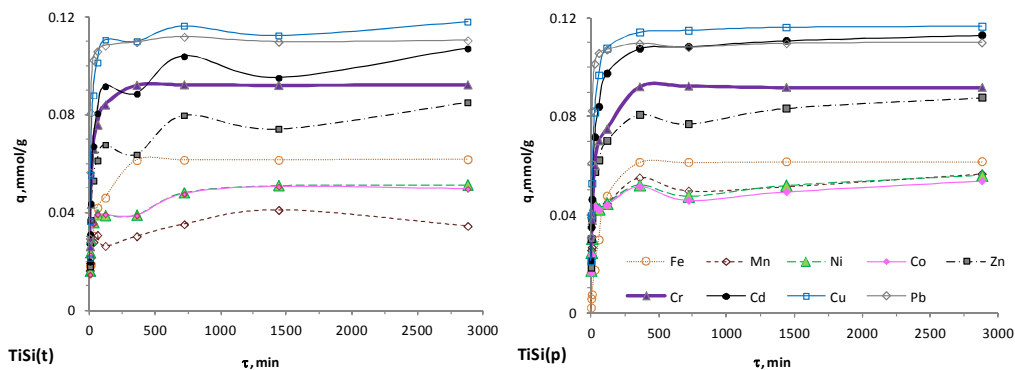 0.12
0.08
0.04
0
q, mmol/g
0 500 1000 1500 2000 2500 3000
TiSi(t)
τ, min
0.12
0.08
0.04
0.00
q, mmol/g
Fe Mn Ni Co Zn
Cr Cd Cu Pb
0 500 1000 1500 2000 2500 3000
TiSi(p)
τ, min